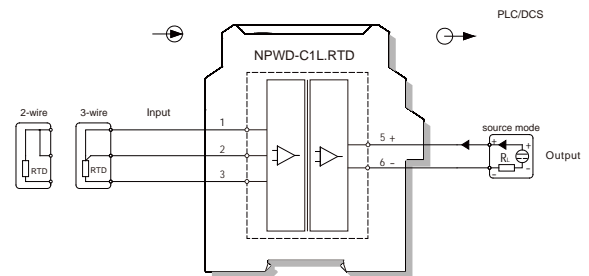 PLC/DCS
NPWD-C1L.RTD
2-wire
3-wire
Input
1
2
3
RTD
RTD
5 +
6 −
source mode
+ +
RL
- -
Output